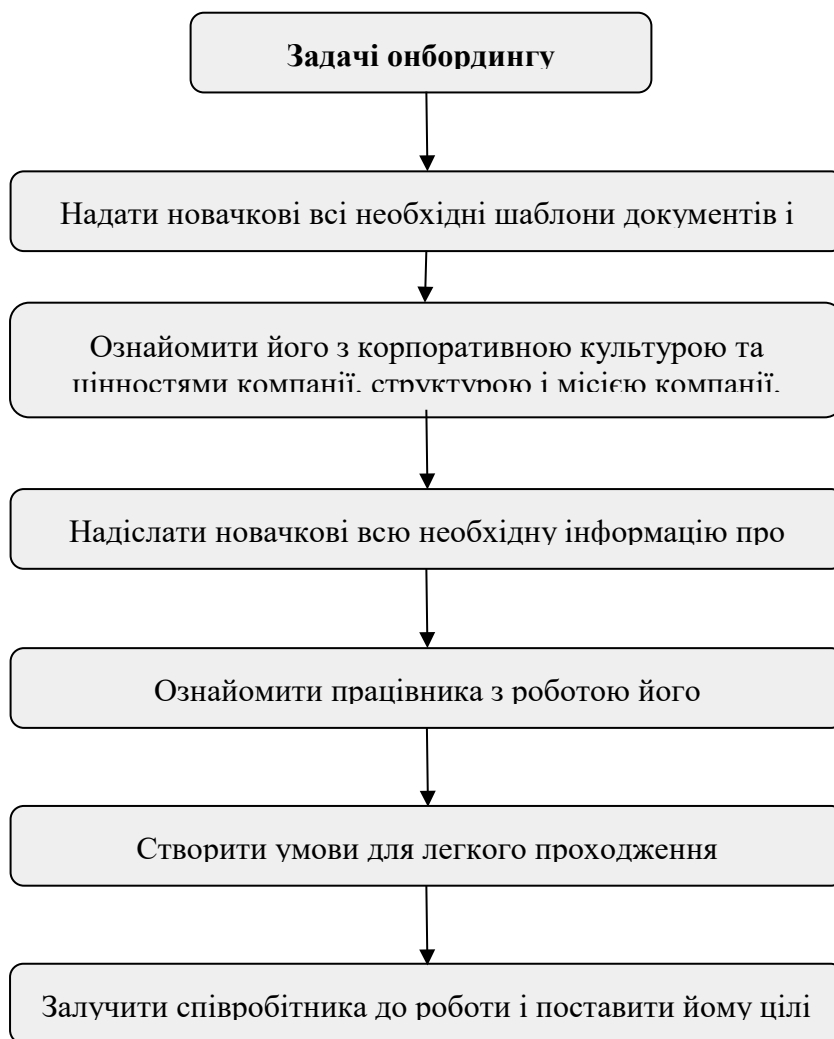 Задачі онбордингу
Надати новачкові всі необхідні шаблони документів і
Ознайомити його з корпоративною культурою та
цінностями компанії, структурою і місією компанії,
Надіслати новачкові всю необхідну інформацію про
Ознайомити працівника з роботою його
Створити умови для легкого проходження
Залучити співробітника до роботи і поставити йому цілі